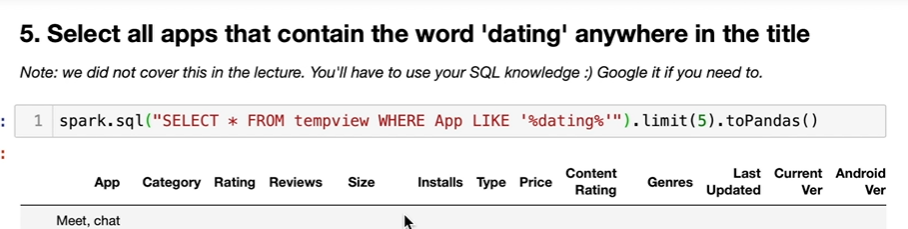 5. Select all apps that contain the word 'dating' anywhere in the title
Note: we did not cover this in the lecture. You'll have to use your SQL knowledge :) Google it if you need to.
: 1 spark.sql("SELECT * FROM tempview WHERE App LIKE '%dating%'").limit(5).toPandas()
:
App Category Rating Reviews Size Installs Type Price Content Rating Genres Last Updated Current Ver Android Ver
Meet, chat